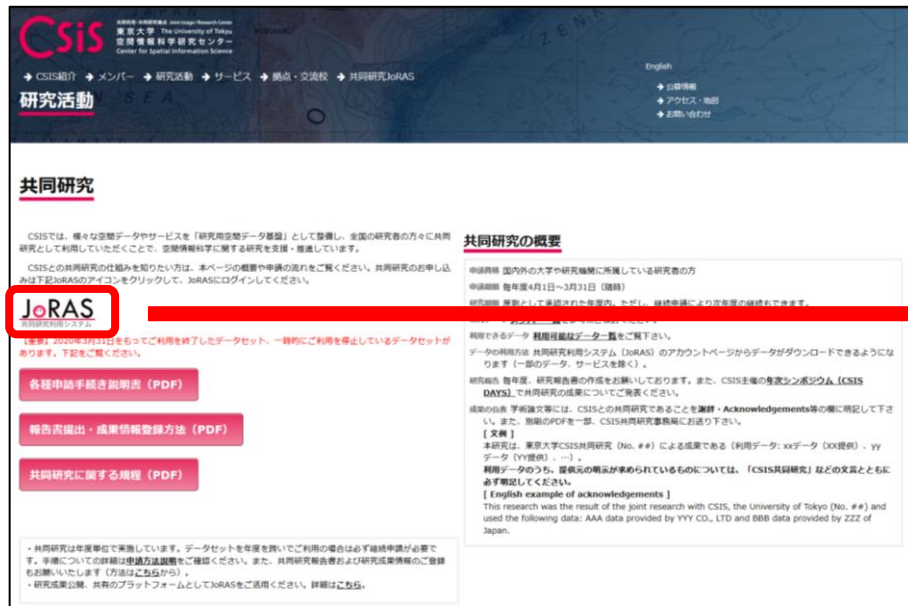 CSiS
共同利用・共同研究拠点 Joint Usage / Research Center
東京大学 The University of Tokyo
空間情報科学研究センター
Center for Spatial Information Science
English
CSIS紹介 メンバー 研究活動 サービス 拠点・交流校 共同研究JoRAS
公募情報
アクセス・地図
お問い合わせ
研究活動
共同研究
CSISでは、様々な空間データやサービスを「研究用空間データ基盤」として整備し、全国の研究者の方々に共同
研究として利用していただくことで、空間情報科学に関する研究を支援・推進しています。
CSISとの共同研究の仕組みを知りたい方は、本ページの概要や申請の流れをご覧ください。共同研究のお申し込
みは下記JoRASのアイコンをクリックして、JoRASにログインしてください。
JoRAS
共同研究利用システム
【重要】2020年3月31日をもってご利用を終了したデータセット、一時的にご利用を停止しているデータセットが
あります。下記をご覧ください。
各種申請手続き説明書（PDF）
報告書提出・成果情報登録方法（PDF）
共同研究に関する規程（PDF）
・共同研究は年度単位で実施しています。データセットを年度を跨いでご利用の場合は必ず継続申請が必要で
す。手順についての詳細は申請方法説明をご確認ください。また、共同研究報告書および研究成果情報のご登録
もお願いいたします（方法はこちらから）。
・研究成果公開、共有のプラットフォームとしてJoRASをご活用ください。詳細はこちら。
共同研究の概要
申請資格 国内外の大学や研究機関に所属している研究者の方
申請期間 毎年度4月1日～3月31日（随時）
研究期間 原則として承認された年度内。ただし、継続申請により次年度の継続もできます。
利用できるデータ 利用可能なデータ一覧をご覧下さい。
データの利用方法 共同研究利用システム（JoRAS）のアカウントページからデータがダウンロードできるようにな
ります（一部のデータ、サービスを除く）。
研究報告 毎年度、研究報告書の作成をお願いしております。また、CSIS主催の年次シンポジウム（CSIS
DAYS）で共同研究の成果についてご発表ください。
成果の公表 学術論文等には、CSISとの共同研究であることを謝辞・Acknowledgements等の欄に明記して下さ
い。また、別刷のPDFを一部、CSIS共同研究事務局にお送り下さい。
[ 文例 ]
本研究は、東京大学CSIS共同研究（No. ##）による成果である（利用データ: xxデータ（XX提供）、yy
データ（YY提供）、…）。
利用データのうち、提供元の明示が求められているものについては、「CSIS共同研究」などの文言とともに
必ず明記してください。
[ English example of acknowledgements ]
This research was the result of the joint research with CSIS, the University of Tokyo (No. ##) and
used the following data: AAA data provided by YYY CO., LTD and BBB data provided by ZZZ of
Japan.